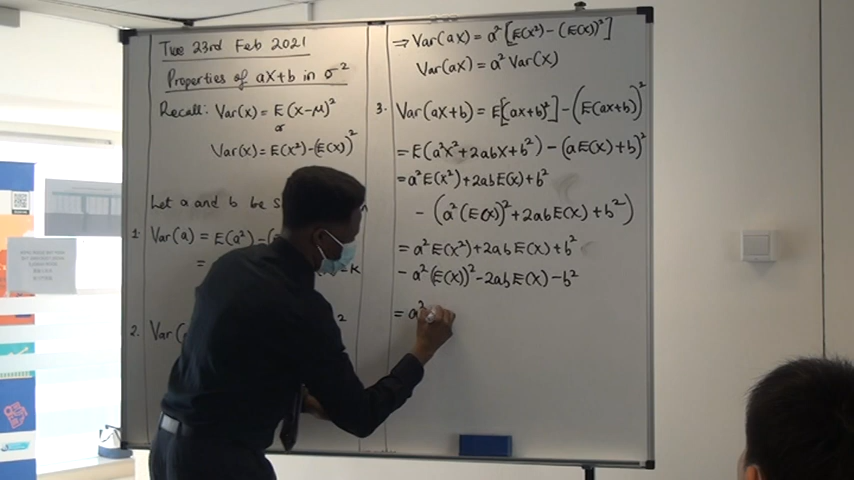 Tue 23rd Feb 2021
Properties of aX+b in σ²
Recall: Var(x) = E(x-μ)²
or
Var(x) = E(x²)-(E(x))²
Let a and b be
1. Var(a) = E(a²)-
=
= K
2. Var(
2
⇒ Var(ax) = a²[E(x²)-(E(x))²]
Var(ax) = a² Var(x)
3. Var(ax+b) = E[(ax+b)²]-(E(ax+b))²
= E(a²x²+2abx+b²)-(aE(x)+b)²
= a²E(x²)+2abE(x)+b²
-(a²(E(x))²+2abE(x)+b²)
= a²E(x²)+2abE(x)+b²
- a²(E(x))²-2abE(x)-b²
= a²